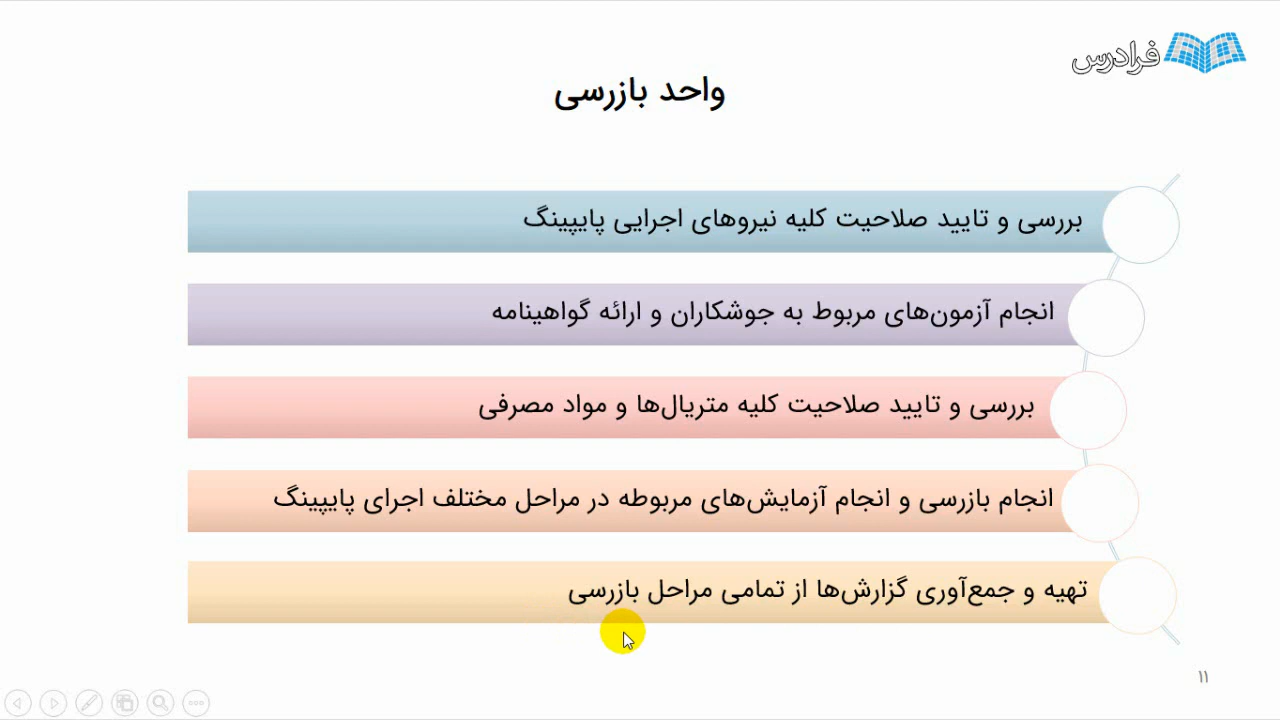 فرادرس
واحد بازرسی
بررسی و تایید صلاحیت کلیه نیروهای اجرایی پایپینگ
انجام آزمون‌های مربوط به جوشکاران و ارائه گواهینامه
بررسی و تایید صلاحیت کلیه متریال‌ها و مواد مصرفی
انجام بازرسی و انجام آزمایش‌های مربوطه در مراحل مختلف اجرای پایپینگ
تهیه و جمع‌آوری گزارش‌ها از تمامی مراحل بازرسی
۱۱